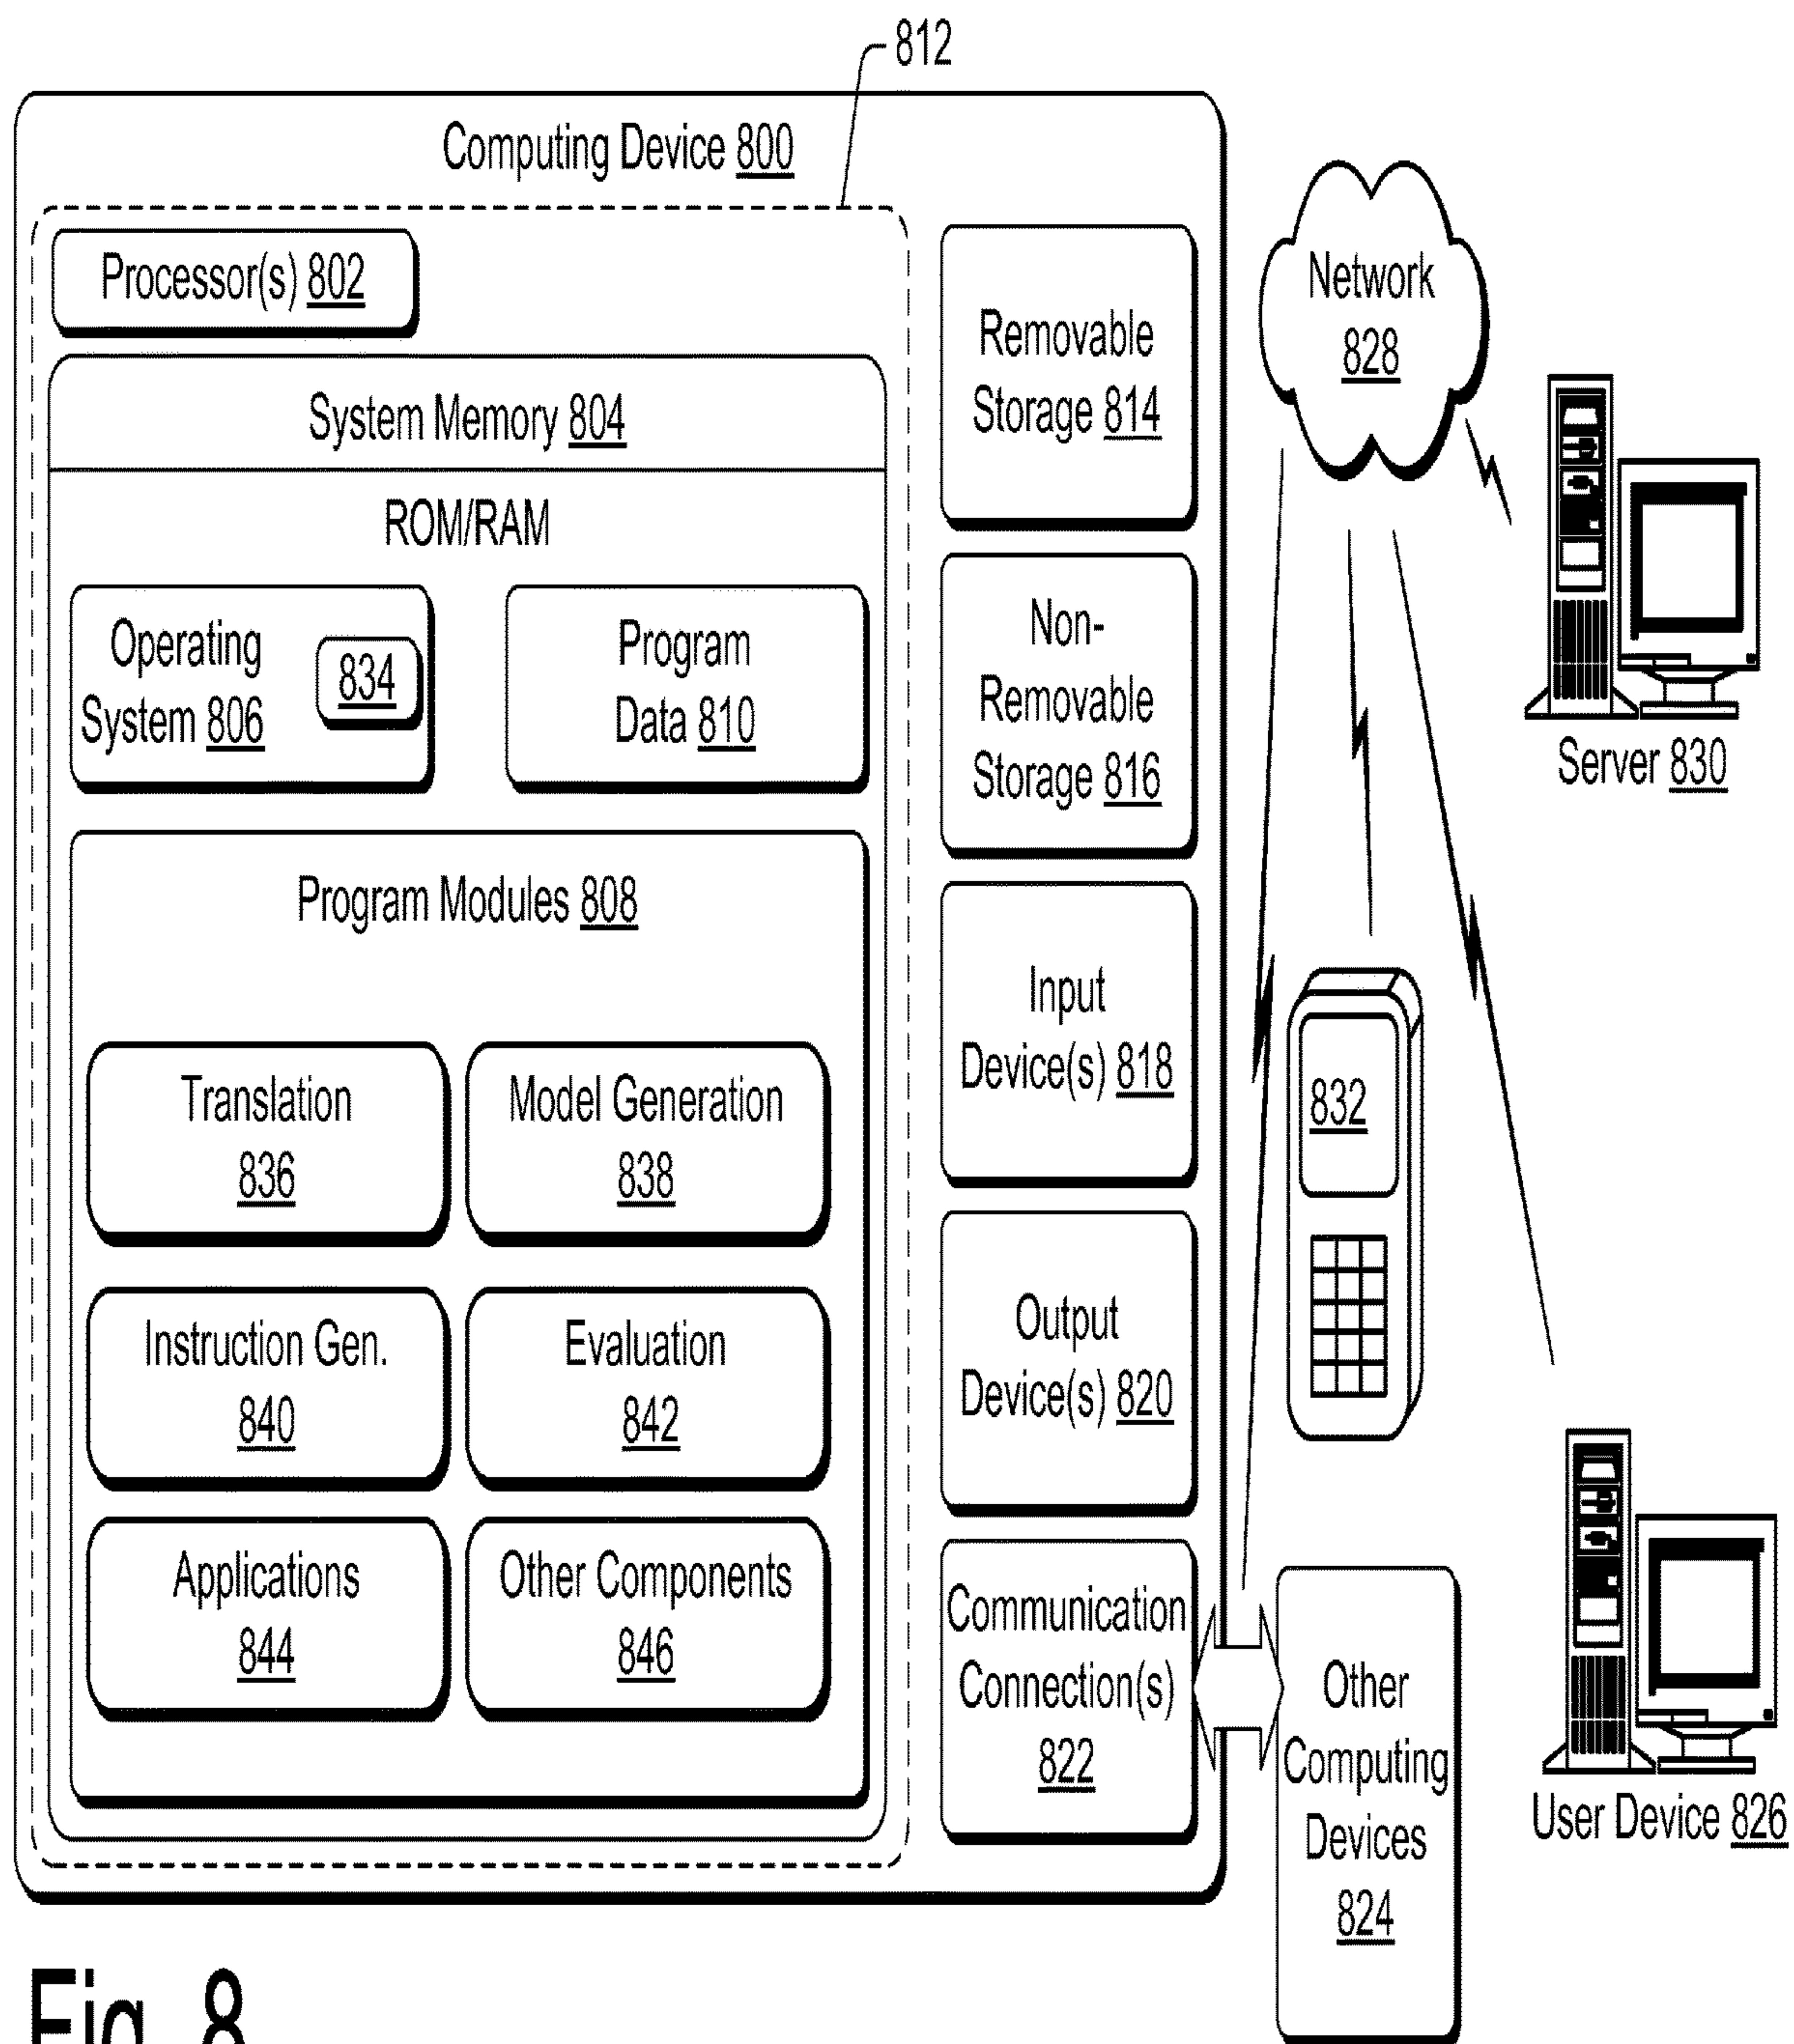 812
Computing Device 800
Processor(s) 802
System Memory 804
ROM/RAM
Operating
System 806
834
Program
Data 810
Program Modules 808
Translation
836
Model Generation
838
Instruction Gen.
840
Evaluation
842
Applications
844
Other Components
846
Removable
Storage 814
Non-
Removable
Storage 816
Input
Device(s) 818
Output
Device(s) 820
Communication
Connection(s)
822
Network
828
Server 830
832
User Device 826
Other
Computing
Devices
824
Fig. 8